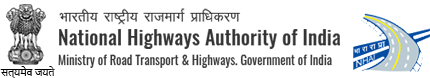 भारतीय राष्ट्रीय राजमार्ग प्राधिकरण
National Highways Authority of India
Ministry of Road Transport & Highways. Government of India
सत्यमेव जयते
भा रा रा प्रा
NHAI